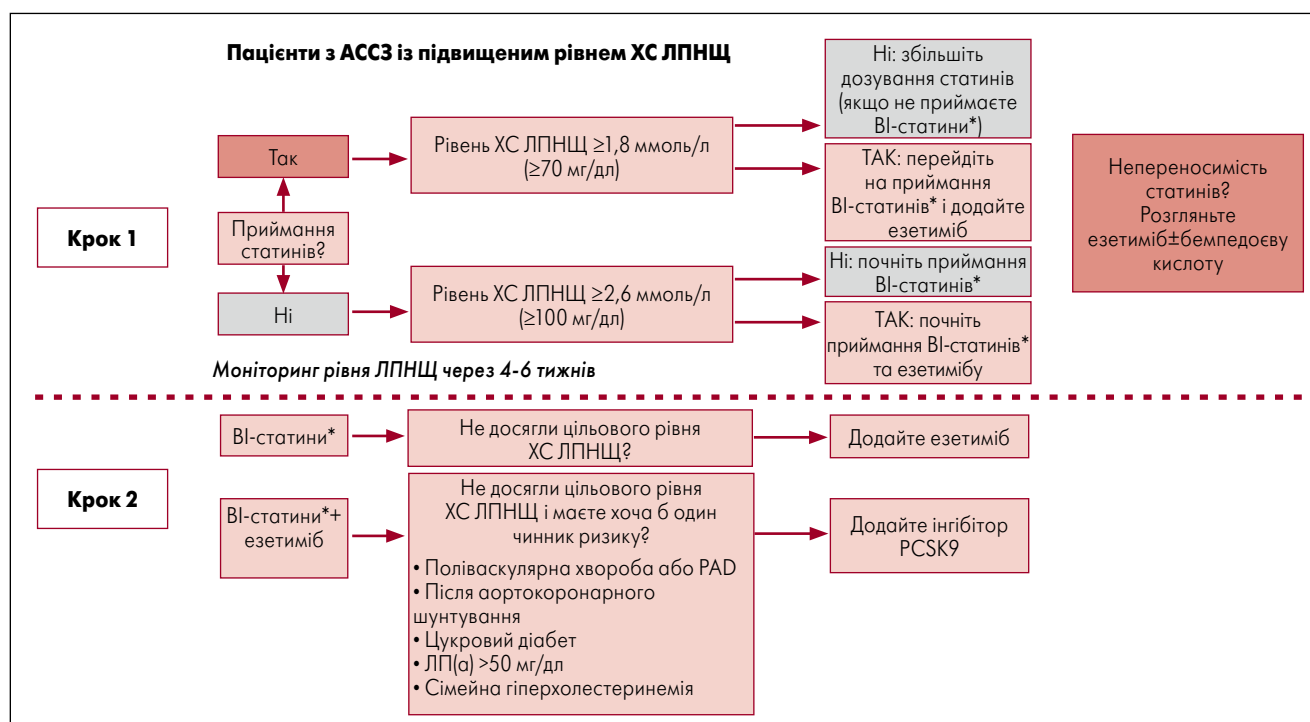 Пацієнти з АССЗ із підвищеним рівнем ХС ЛПНЩ
Крок 1
Приймання
статинів?
Так
Рівень ХС ЛПНЩ ≥1,8 ммоль/л
(≥70 мг/дл)
Ні: збільшіть
дозування статинів
(якщо не приймаєте
ВІ-статини*)
ТАК: перейдіть
на приймання
ВІ-статинів* і додайте
езетиміб
Ні
Рівень ХС ЛПНЩ ≥2,6 ммоль/л
(≥100 мг/дл)
Ні: почніть приймання
ВІ-статинів*
ТАК: почніть
приймання ВІ-статинів*
та езетимібу
Непереносимість
статинів?
Розгляньте
езетиміб±бемпедоєву
кислоту
Моніторинг рівня ЛПНЩ через 4-6 тижнів
Крок 2
ВІ-статини*
Не досягли цільового рівня
ХС ЛПНЩ?
Додайте езетиміб
ВІ-статини*+
езетиміб
Не досягли цільового рівня
ХС ЛПНЩ і маєте хоча б один
чинник ризику?
• Поліваскулярна хвороба або PAD
• Після аортокоронарного
шунтування
• Цукровий діабет
• ЛП(а) >50 мг/дл
• Сімейна гіперхолестеринемія
Додайте інгібітор
PCSK9